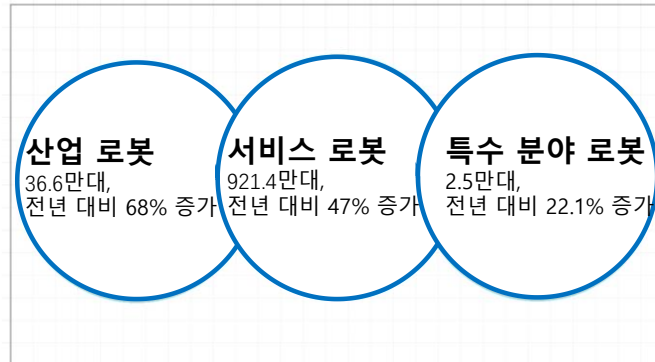 산업 로봇
36.6만대,
전년 대비 68% 증가
서비스 로봇
921.4만대,
전년 대비 47% 증가
특수 분야 로봇
2.5만대,
전년 대비 22.1% 증가